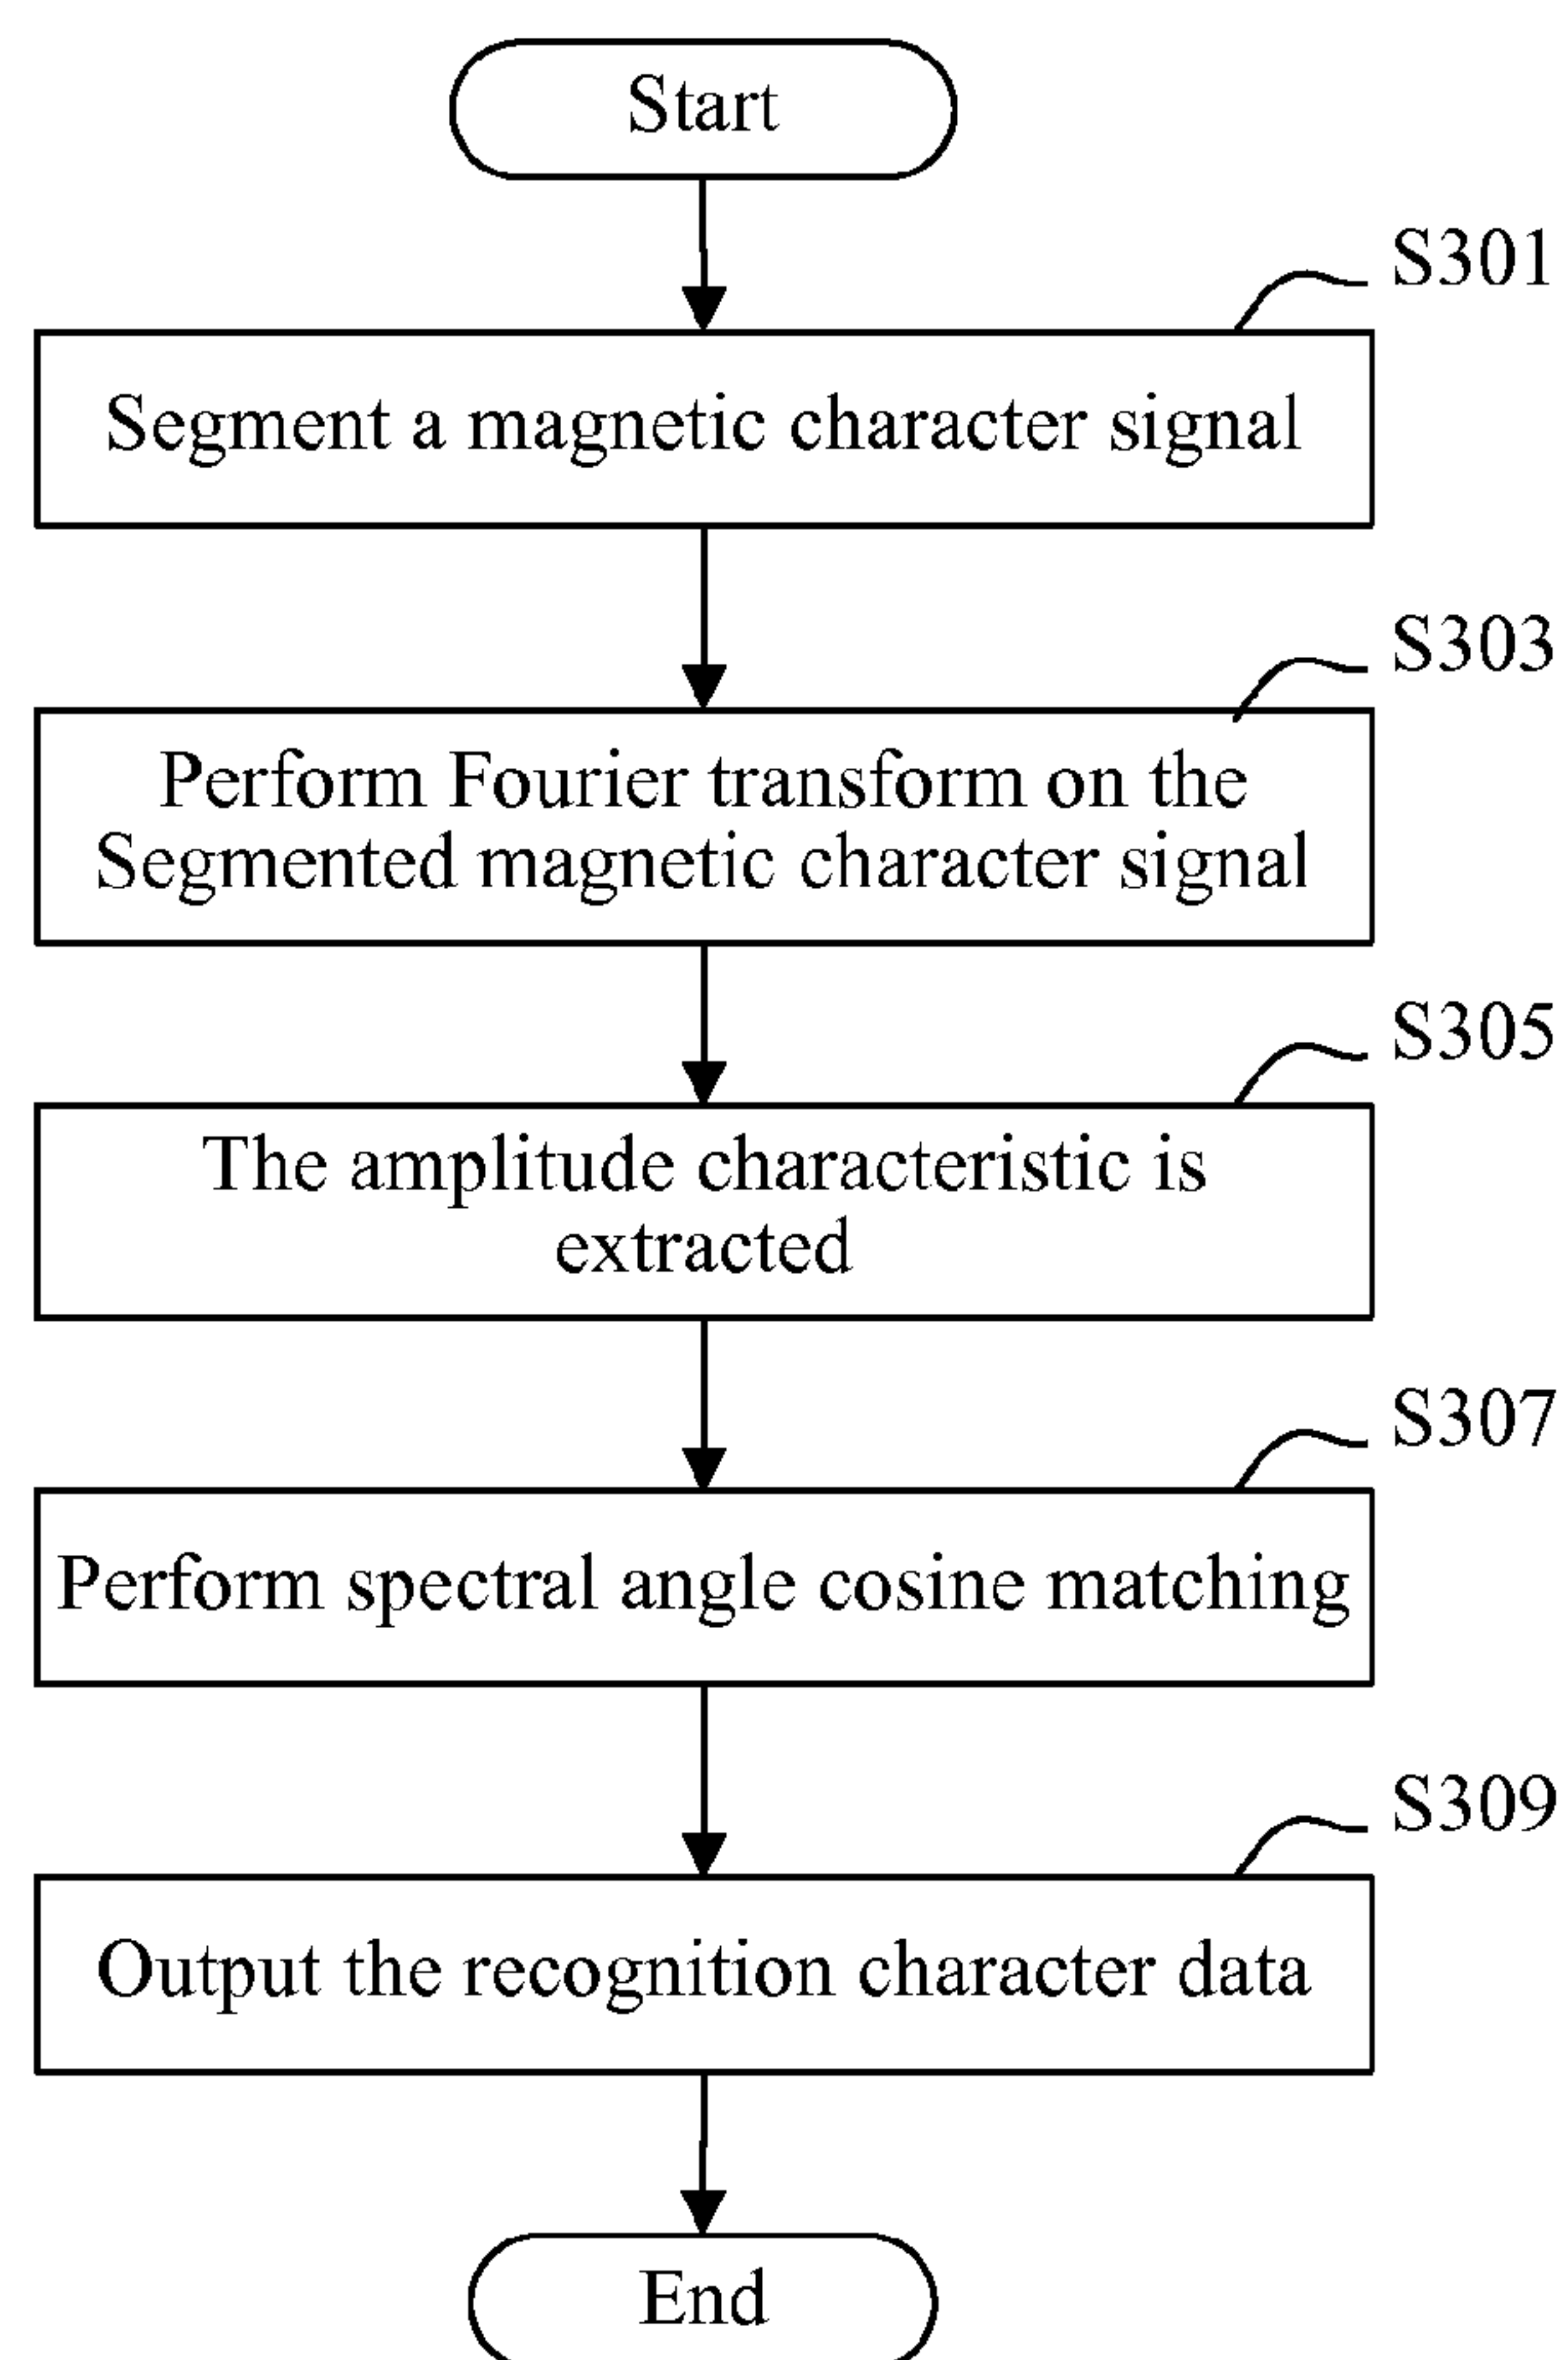 Start
S301
Segment a magnetic character signal
S303
Perform Fourier transform on the
Segmented magnetic character signal
S305
The amplitude characteristic is
extracted
S307
Perform spectral angle cosine matching
S309
Output the recognition character data
End